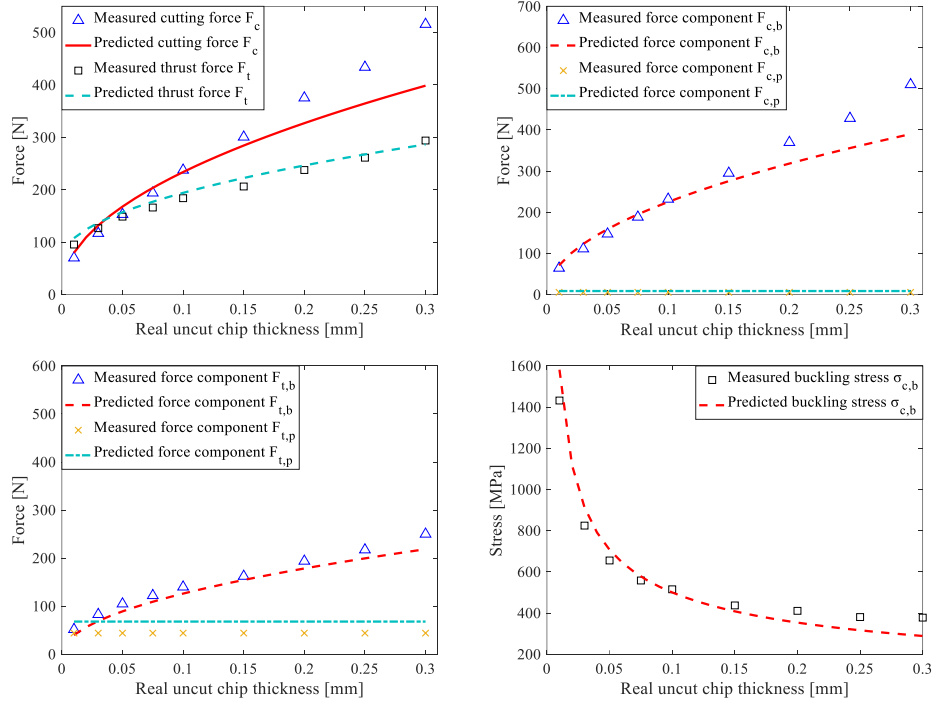 Force [N]
500
400
300
200
100
0
Measured cutting force F_c
Predicted cutting force F_c
Measured thrust force F_t
Predicted thrust force F_t
0 0.05 0.1 0.15 0.2 0.25 0.3
Real uncut chip thickness [mm]
Force [N]
700
600
500
400
300
200
100
0
Measured force component F_c,b
Predicted force component F_c,b
Measured force component F_c,p
Predicted force component F_c,p
0 0.05 0.1 0.15 0.2 0.25 0.3
Real uncut chip thickness [mm]
Force [N]
600
500
400
300
200
100
0
Measured force component F_t,b
Predicted force component F_t,b
Measured force component F_t,p
Predicted force component F_t,p
0 0.05 0.1 0.15 0.2 0.25 0.3
Real uncut chip thickness [mm]
Stress [MPa]
1600
1400
1200
1000
800
600
400
200
Measured buckling stress σ_c,b
Predicted buckling stress σ_c,b
0 0.05 0.1 0.15 0.2 0.25 0.3
Real uncut chip thickness [mm]